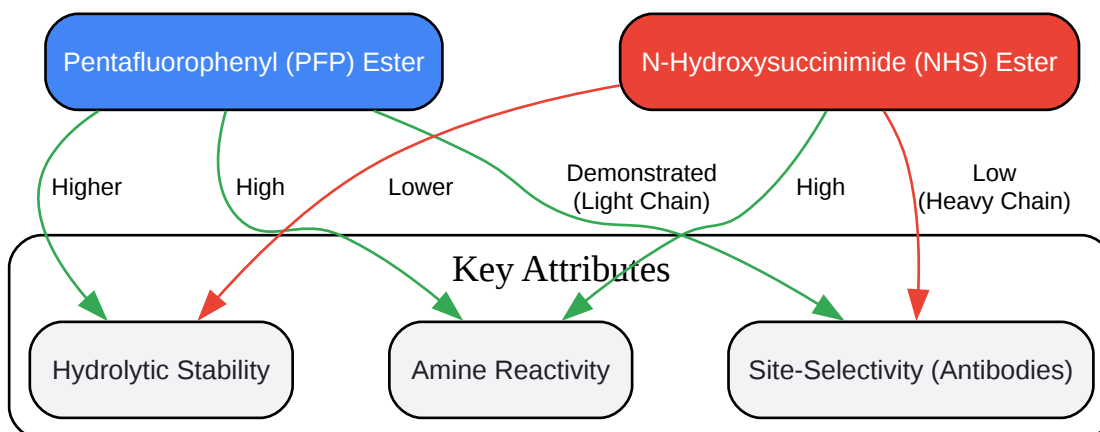 Pentafluorophenyl (PFP) Ester
N-Hydroxysuccinimide (NHS) Ester
Higher
High
Lower
Demonstrated
(Light Chain)
High
Low
(Heavy Chain)
Key Attributes
Hydrolytic Stability
Amine Reactivity
Site-Selectivity (Antibodies)